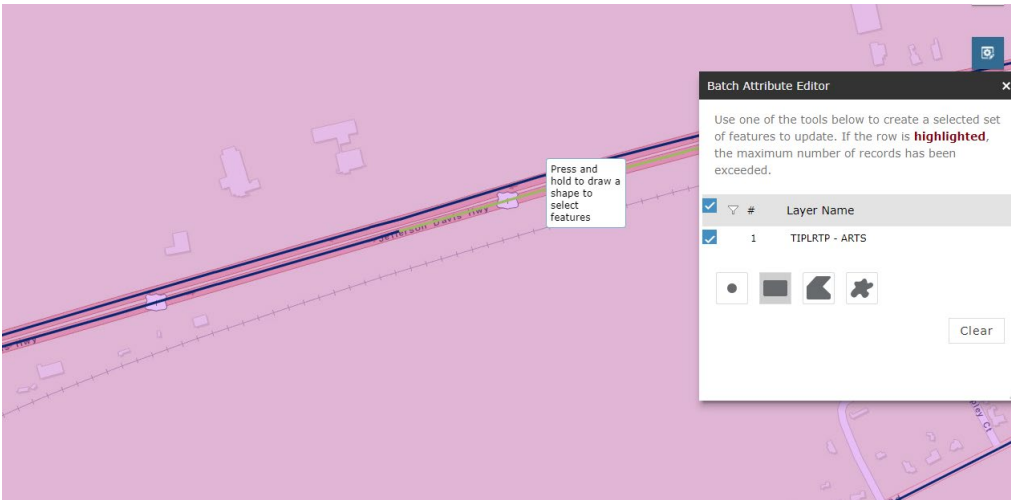 Batch Attribute Editor
×
Use one of the tools below to create a selected set
of features to update. If the row is highlighted,
the maximum number of records has been
exceeded.
# Layer Name
1 TIPLRTP - ARTS
Clear
Press and
hold to draw a
shape to
select
features
Jefferson Davis Hwy
Hwy